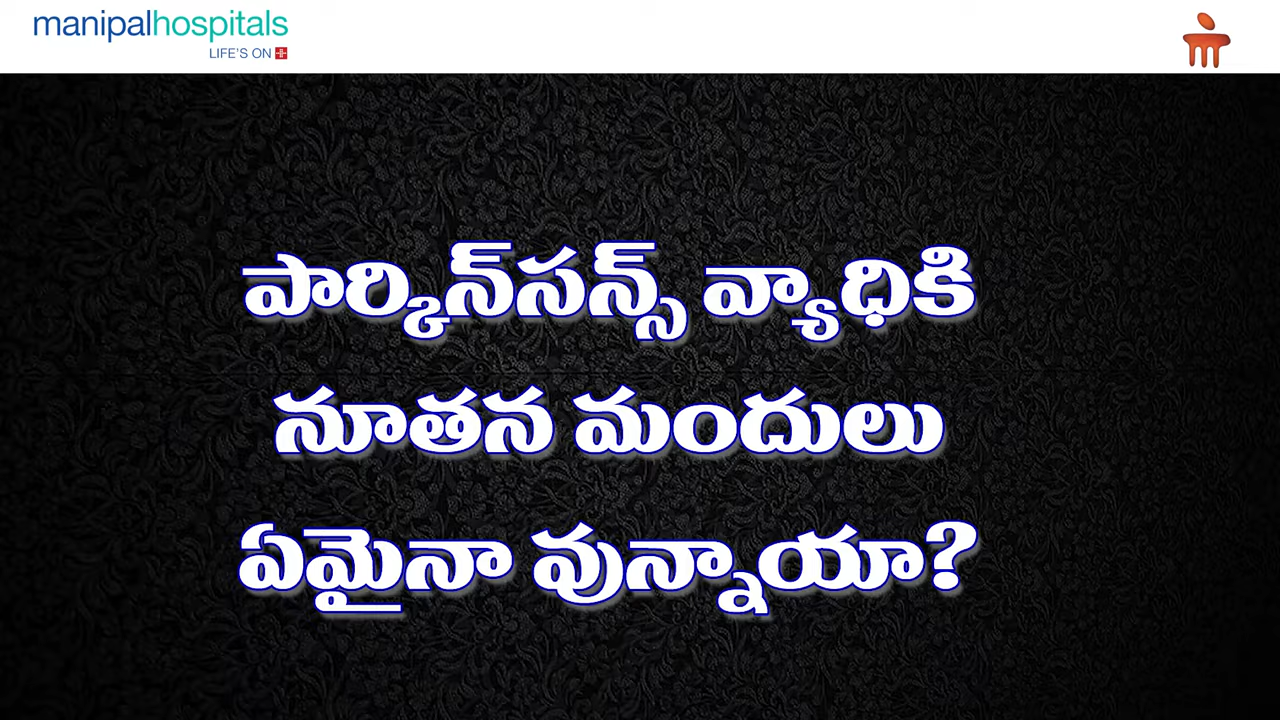 manipalhospitals
LIFE'S ON
పార్కిన్‌సన్స్ వ్యాధికి
నూతన మందులు
ఏమైనా వున్నాయా?